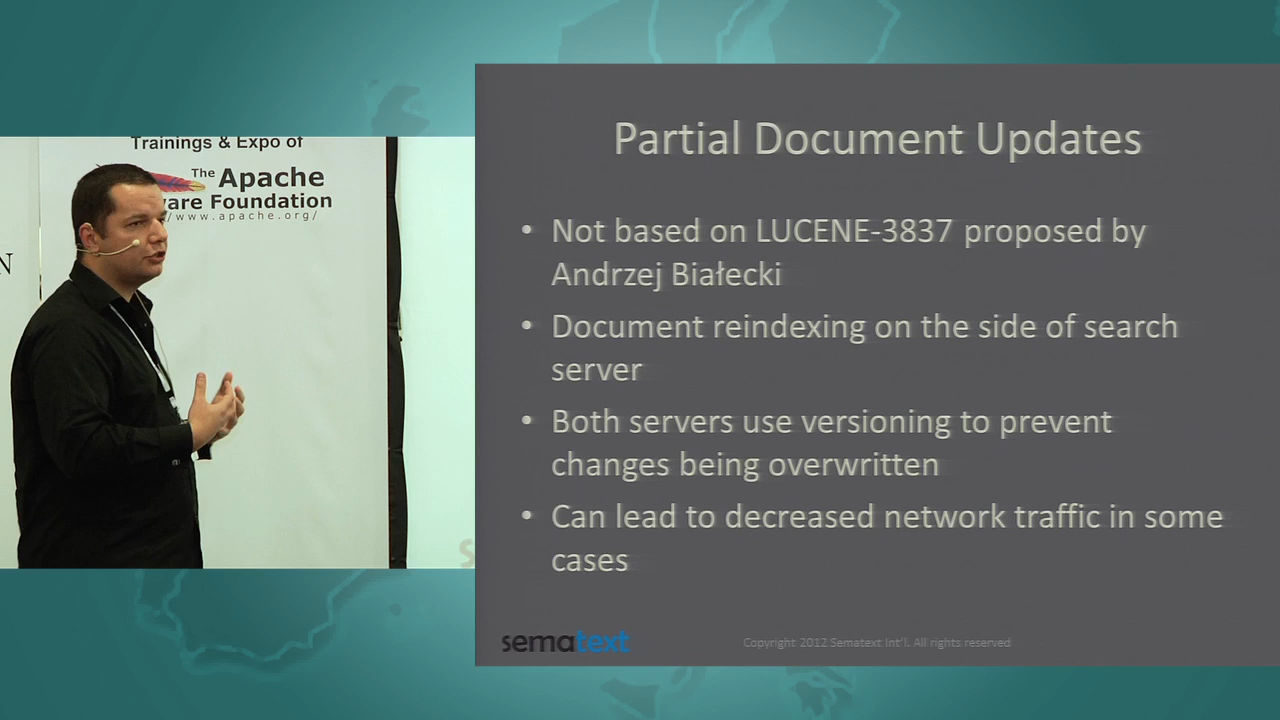 Trainings & Expo of
The Apache
ware Foundation
/www.apache.org/
N
Partial Document Updates
• Not based on LUCENE-3837 proposed by
Andrzej Białecki
• Document reindexing on the side of search
server
• Both servers use versioning to prevent
changes being overwritten
• Can lead to decreased network traffic in some
cases
sematext
Copyright 2012 Sematext Int'l. All rights reserved